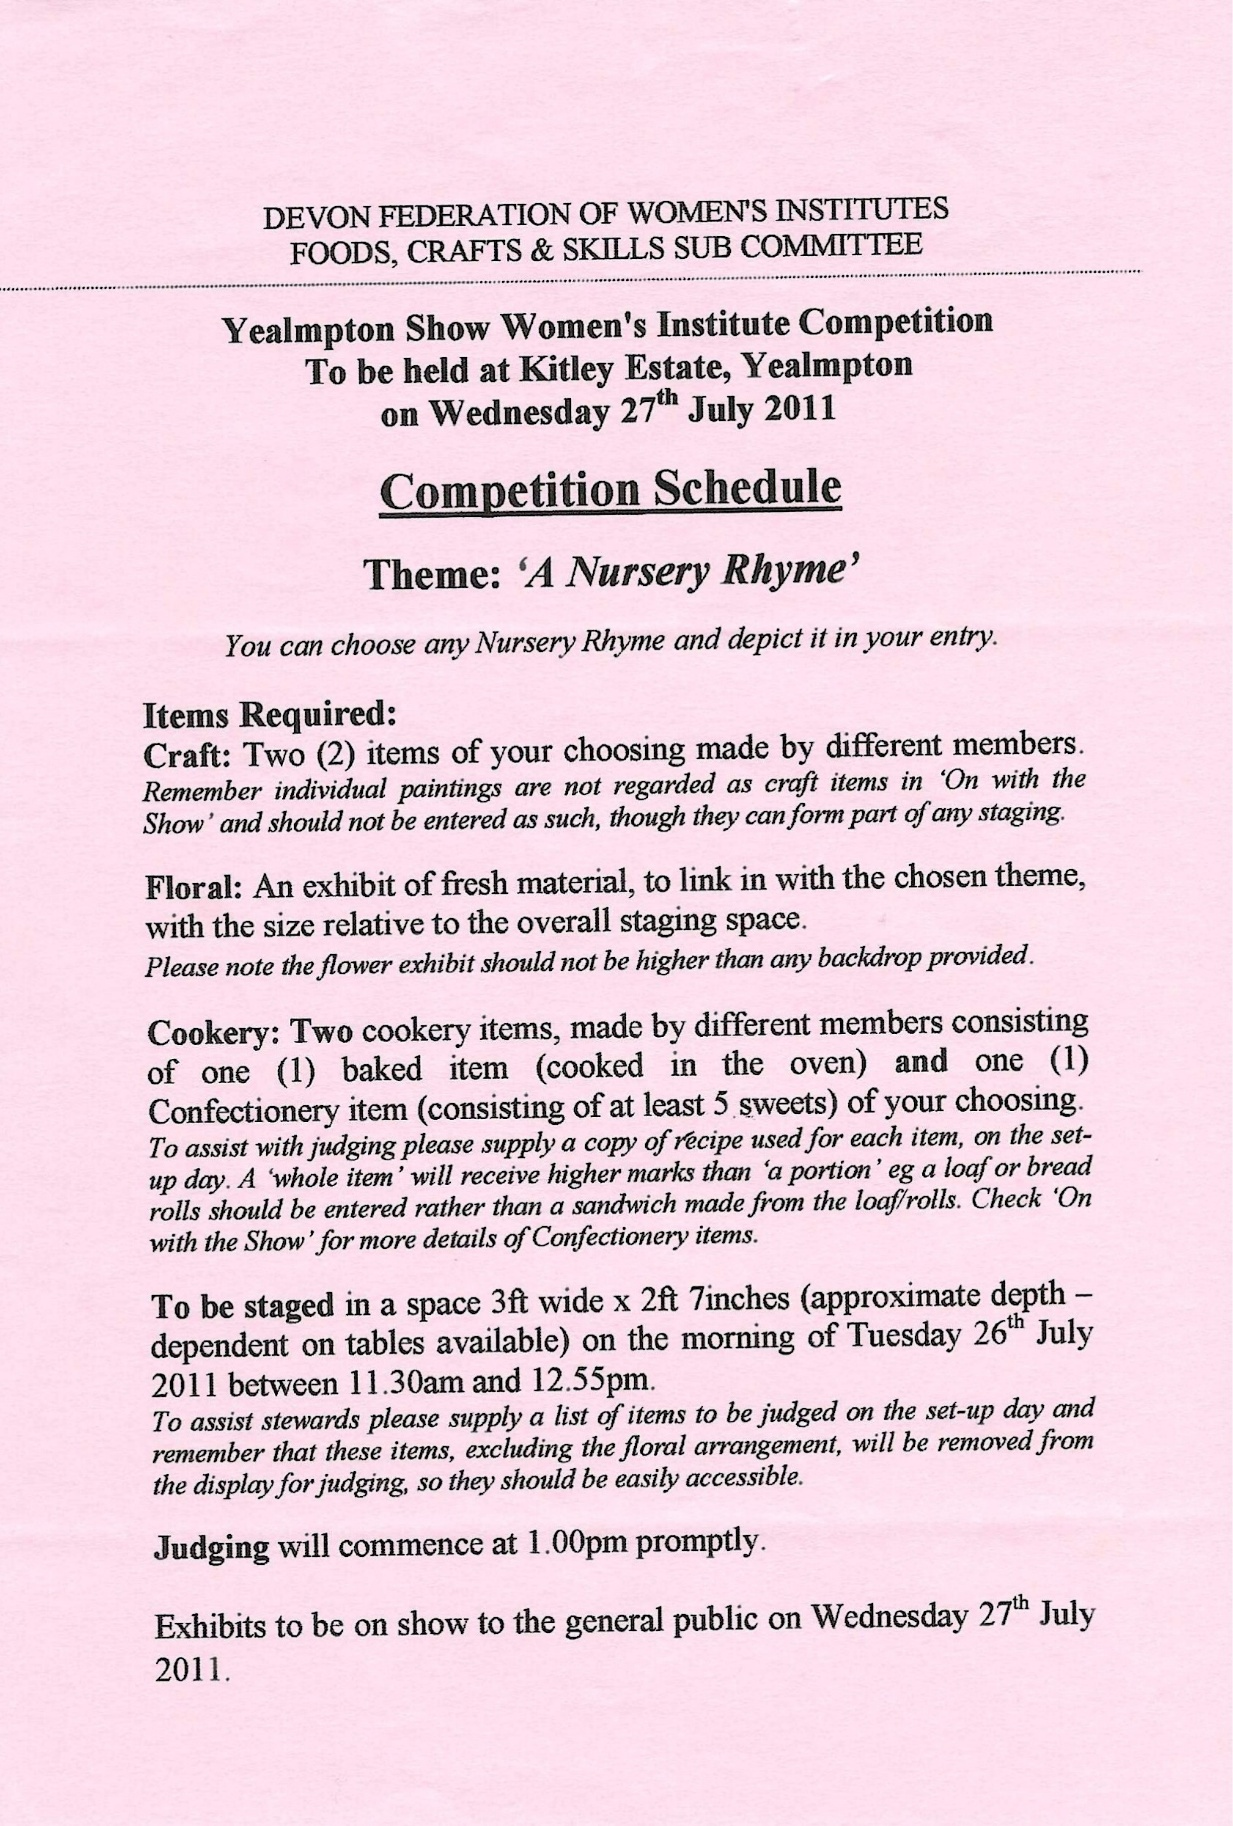 DEVON FEDERATION OF WOMEN'S INSTITUTES
FOODS, CRAFTS & SKILLS SUB COMMITTEE
Yealmpton Show Women's Institute Competition
To be held at Kitley Estate, Yealmpton
on Wednesday 27th July 2011
Competition Schedule
Theme: ‘A Nursery Rhyme’
You can choose any Nursery Rhyme and depict it in your entry.
Items Required:
Craft: Two (2) items of your choosing made by different members.
Remember individual paintings are not regarded as craft items in ‘On with the
Show’ and should not be entered as such, though they can form part of any staging.
Floral: An exhibit of fresh material, to link in with the chosen theme,
with the size relative to the overall staging space.
Please note the flower exhibit should not be higher than any backdrop provided.
Cookery: Two cookery items, made by different members consisting
of one (1) baked item (cooked in the oven) and one (1)
Confectionery item (consisting of at least 5 sweets) of your choosing.
To assist with judging please supply a copy of recipe used for each item, on the set-
up day. A ‘whole item’ will receive higher marks than ‘a portion’ eg a loaf or bread
rolls should be entered rather than a sandwich made from the loaf/rolls. Check ‘On
with the Show’ for more details of Confectionery items.
To be staged in a space 3ft wide x 2ft 7inches (approximate depth –
dependent on tables available) on the morning of Tuesday 26th July
2011 between 11.30am and 12.55pm.
To assist stewards please supply a list of items to be judged on the set-up day and
remember that these items, excluding the floral arrangement, will be removed from
the display for judging, so they should be easily accessible.
Judging will commence at 1.00pm promptly.
Exhibits to be on show to the general public on Wednesday 27th July
2011.